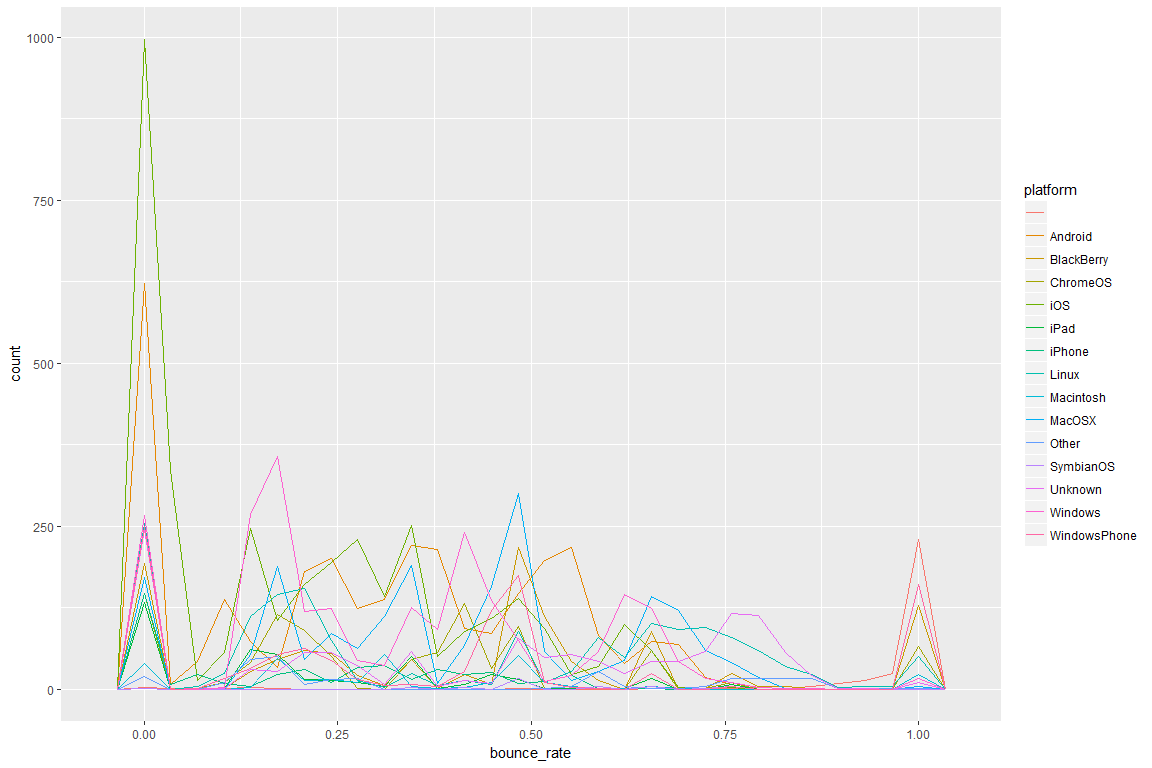 1000
750
500
250
0
count
0.00 0.25 0.50 0.75 1.00
bounce_rate
platform
Android
BlackBerry
ChromeOS
iOS
iPad
iPhone
Linux
Macintosh
MacOSX
Other
SymbianOS
Unknown
Windows
WindowsPhone